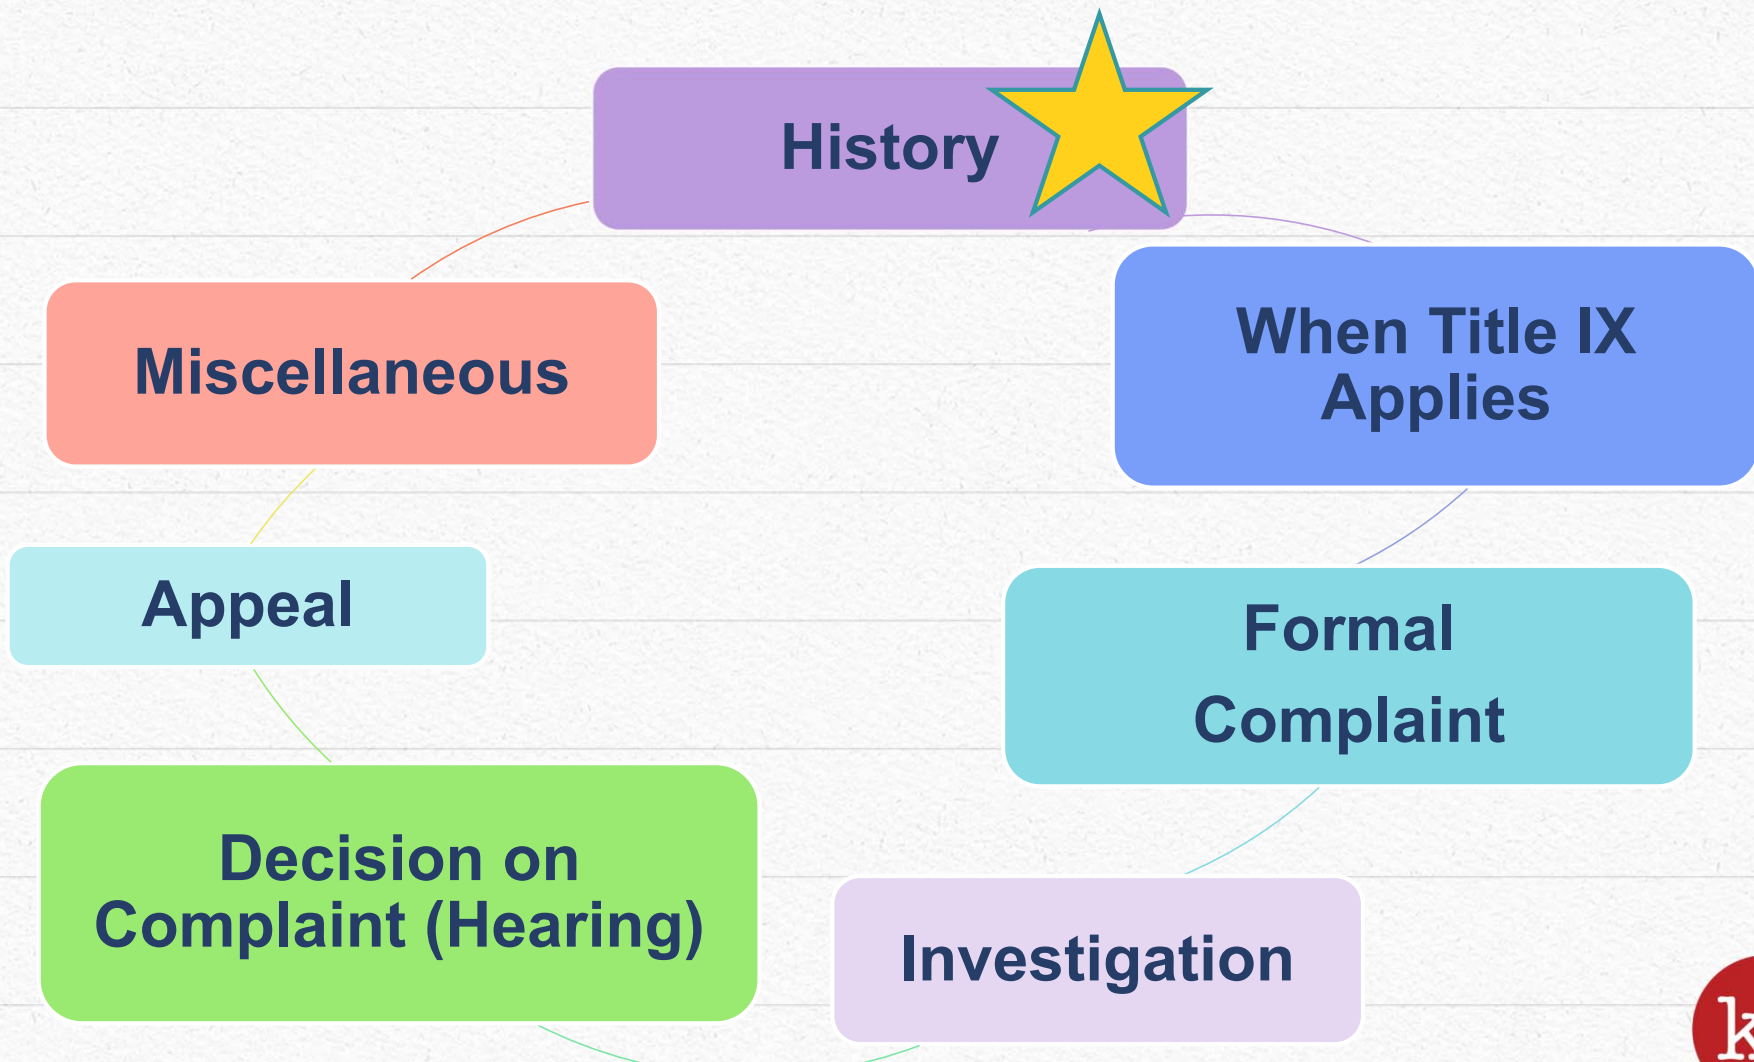 History
When Title IX
Applies
Formal
Complaint
Investigation
Decision on
Complaint (Hearing)
Appeal
Miscellaneous
k